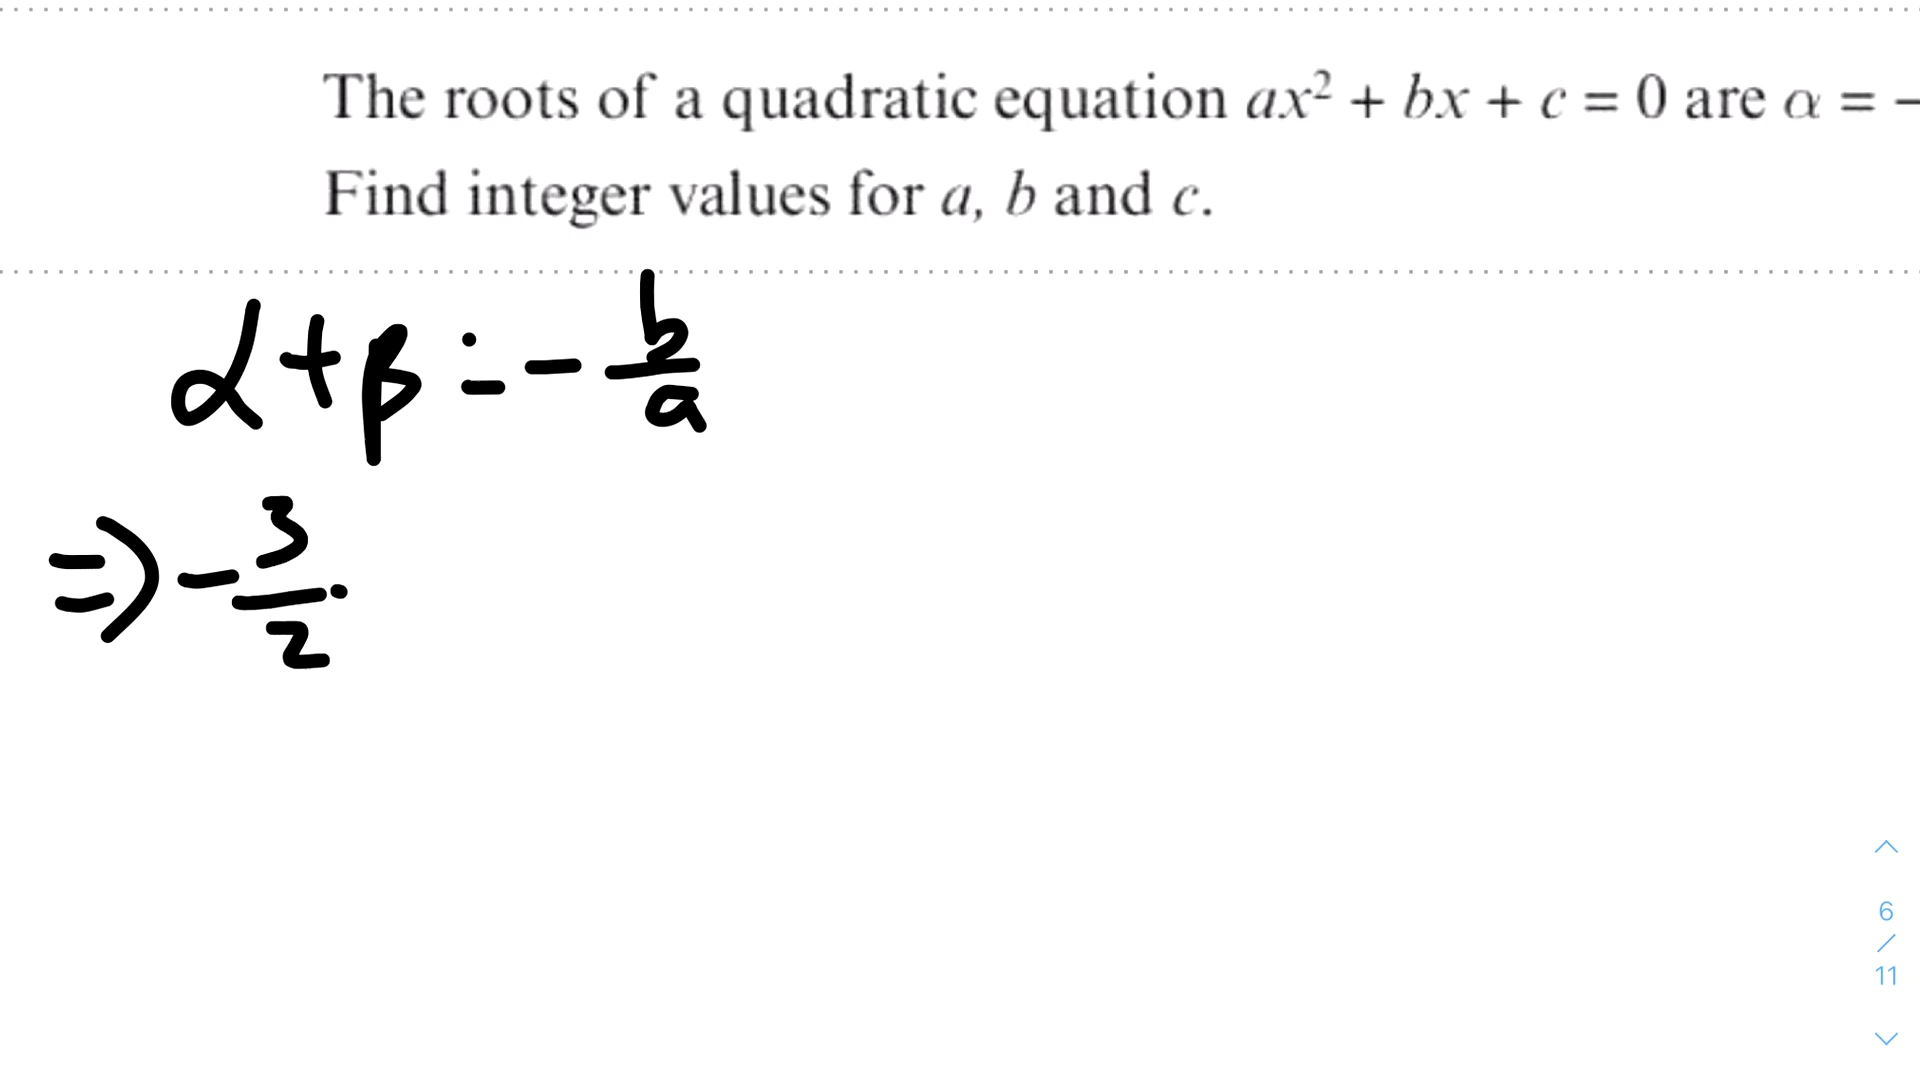 The roots of a quadratic equation ax² + bx + c = 0 are α = −
Find integer values for a, b and c.
α+β = - b/a
⇒ - 3/2
6
/
11